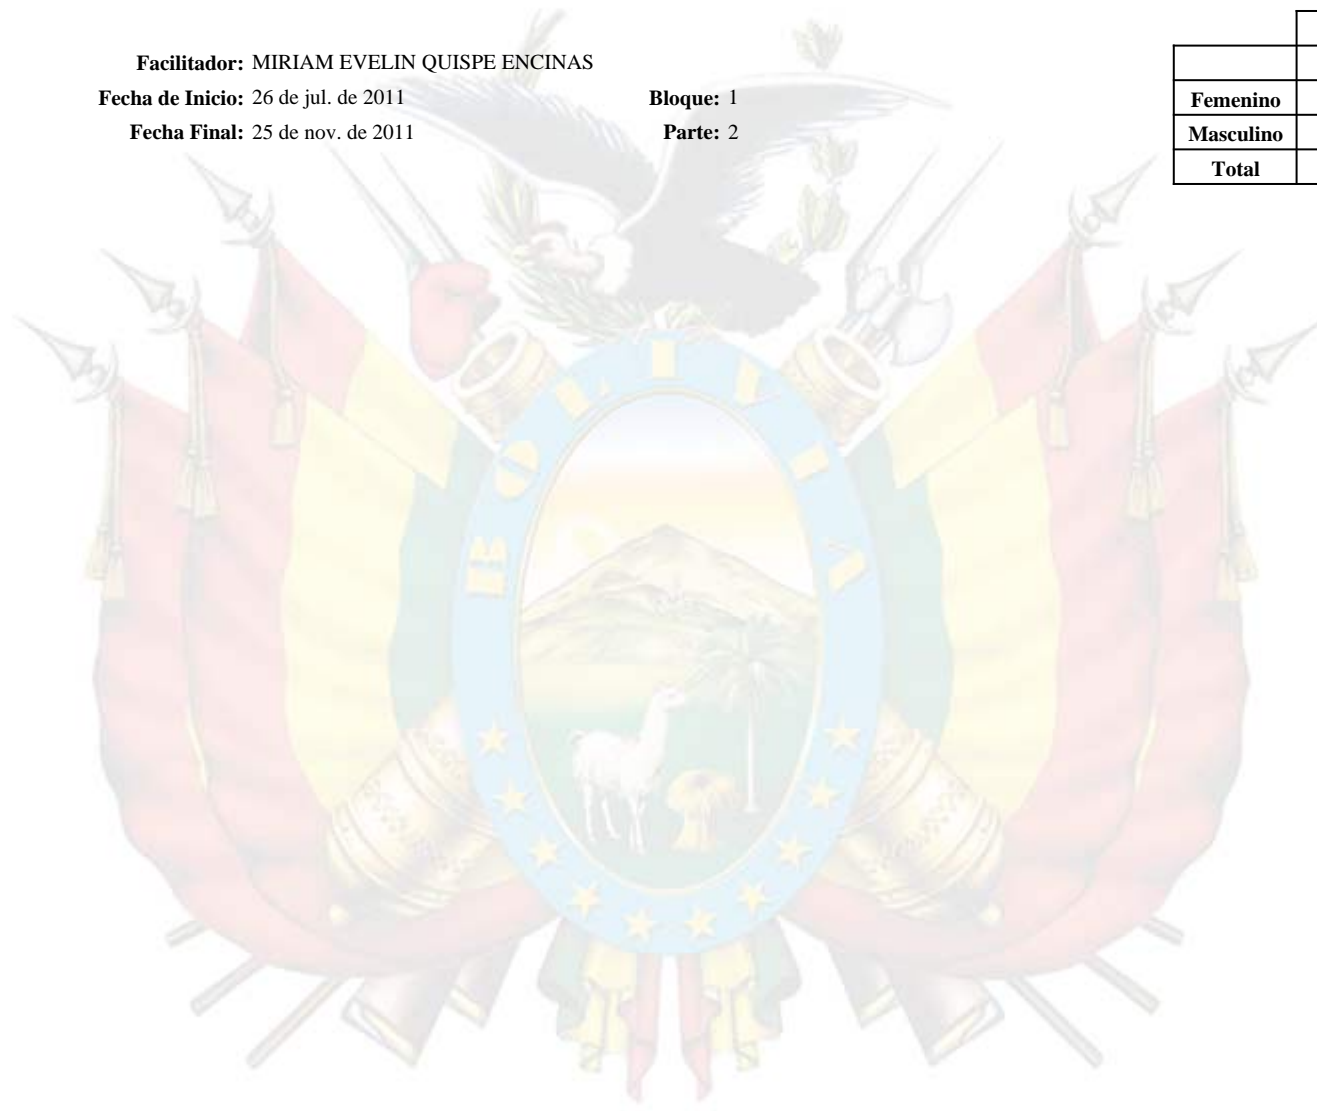 Facilitador: MIRIAM EVELIN QUISPE ENCINAS
Fecha de Inicio: 26 de jul. de 2011 Bloque: 1
Fecha Final: 25 de nov. de 2011 Parte: 2
Femenino
Masculino
Total
BOLIVIA